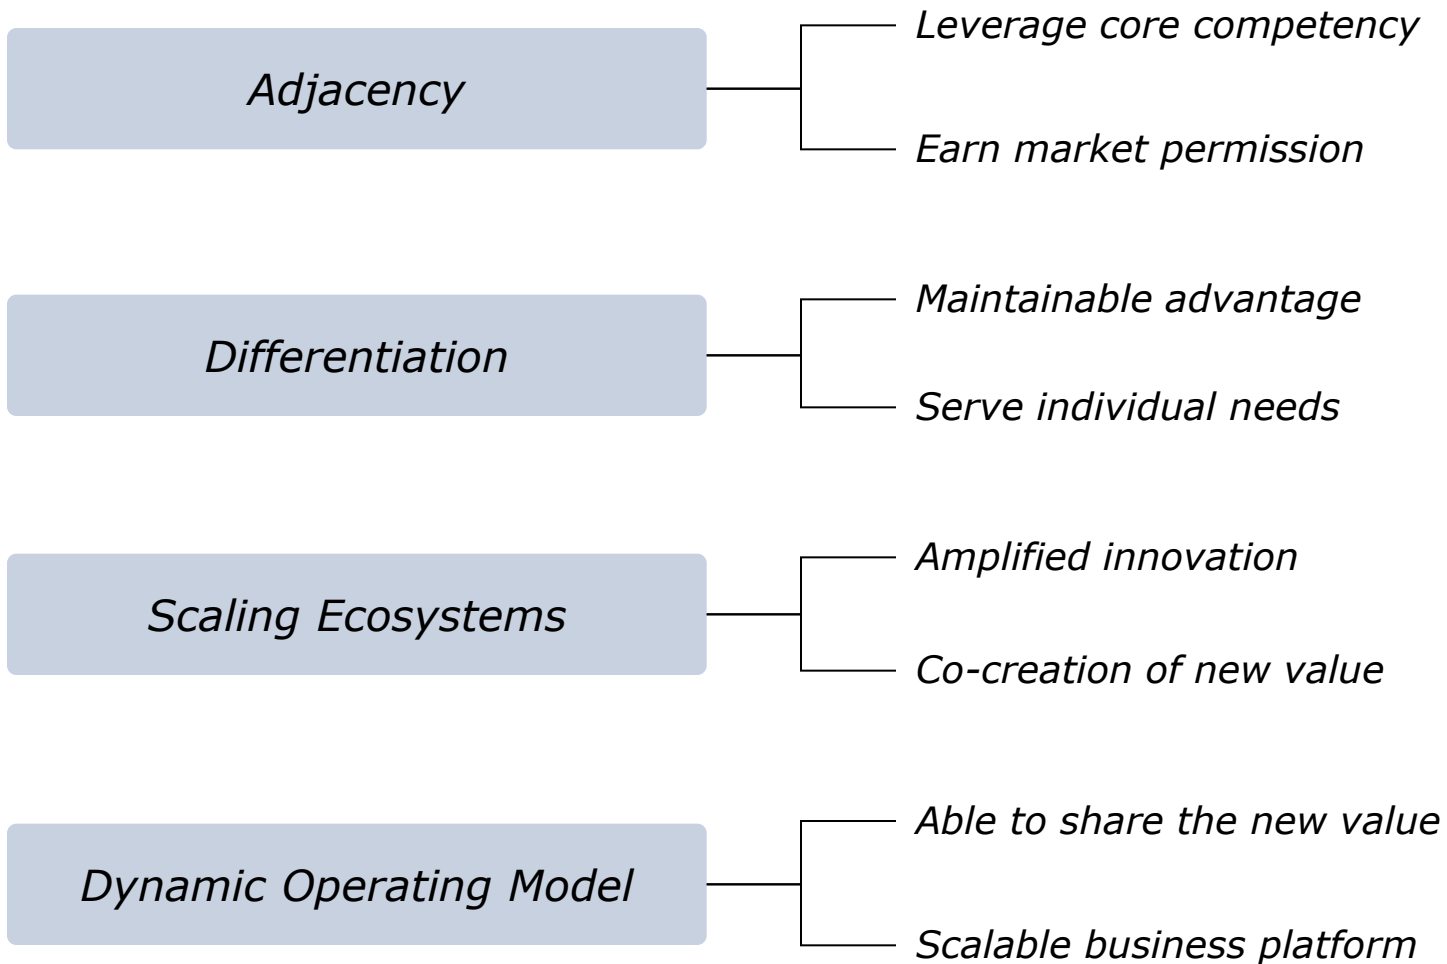 Leverage core competency
Adjacency
Earn market permission
Maintainable advantage
Differentiation
Serve individual needs
Amplified innovation
Scaling Ecosystems
Co-creation of new value
Able to share the new value
Dynamic Operating Model
Scalable business platform